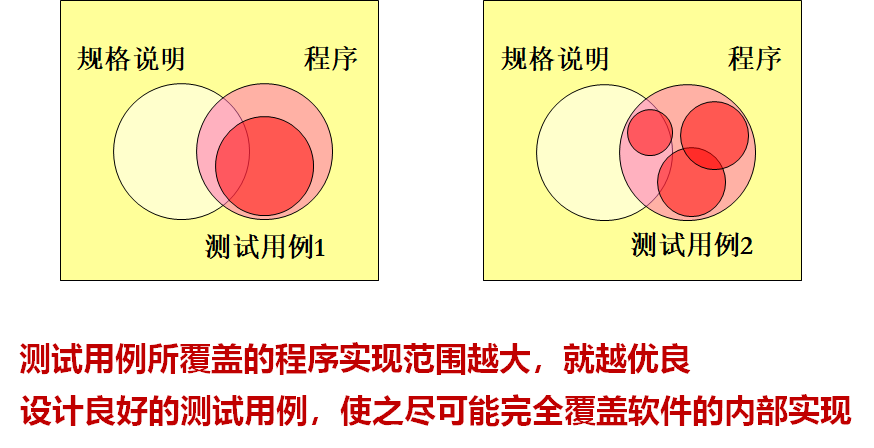 规格说明 程序
测试用例1
规格说明 程序
测试用例2
测试用例所覆盖的程序实现范围越大，就越优良
设计良好的测试用例，使之尽可能完全覆盖软件的内部实现